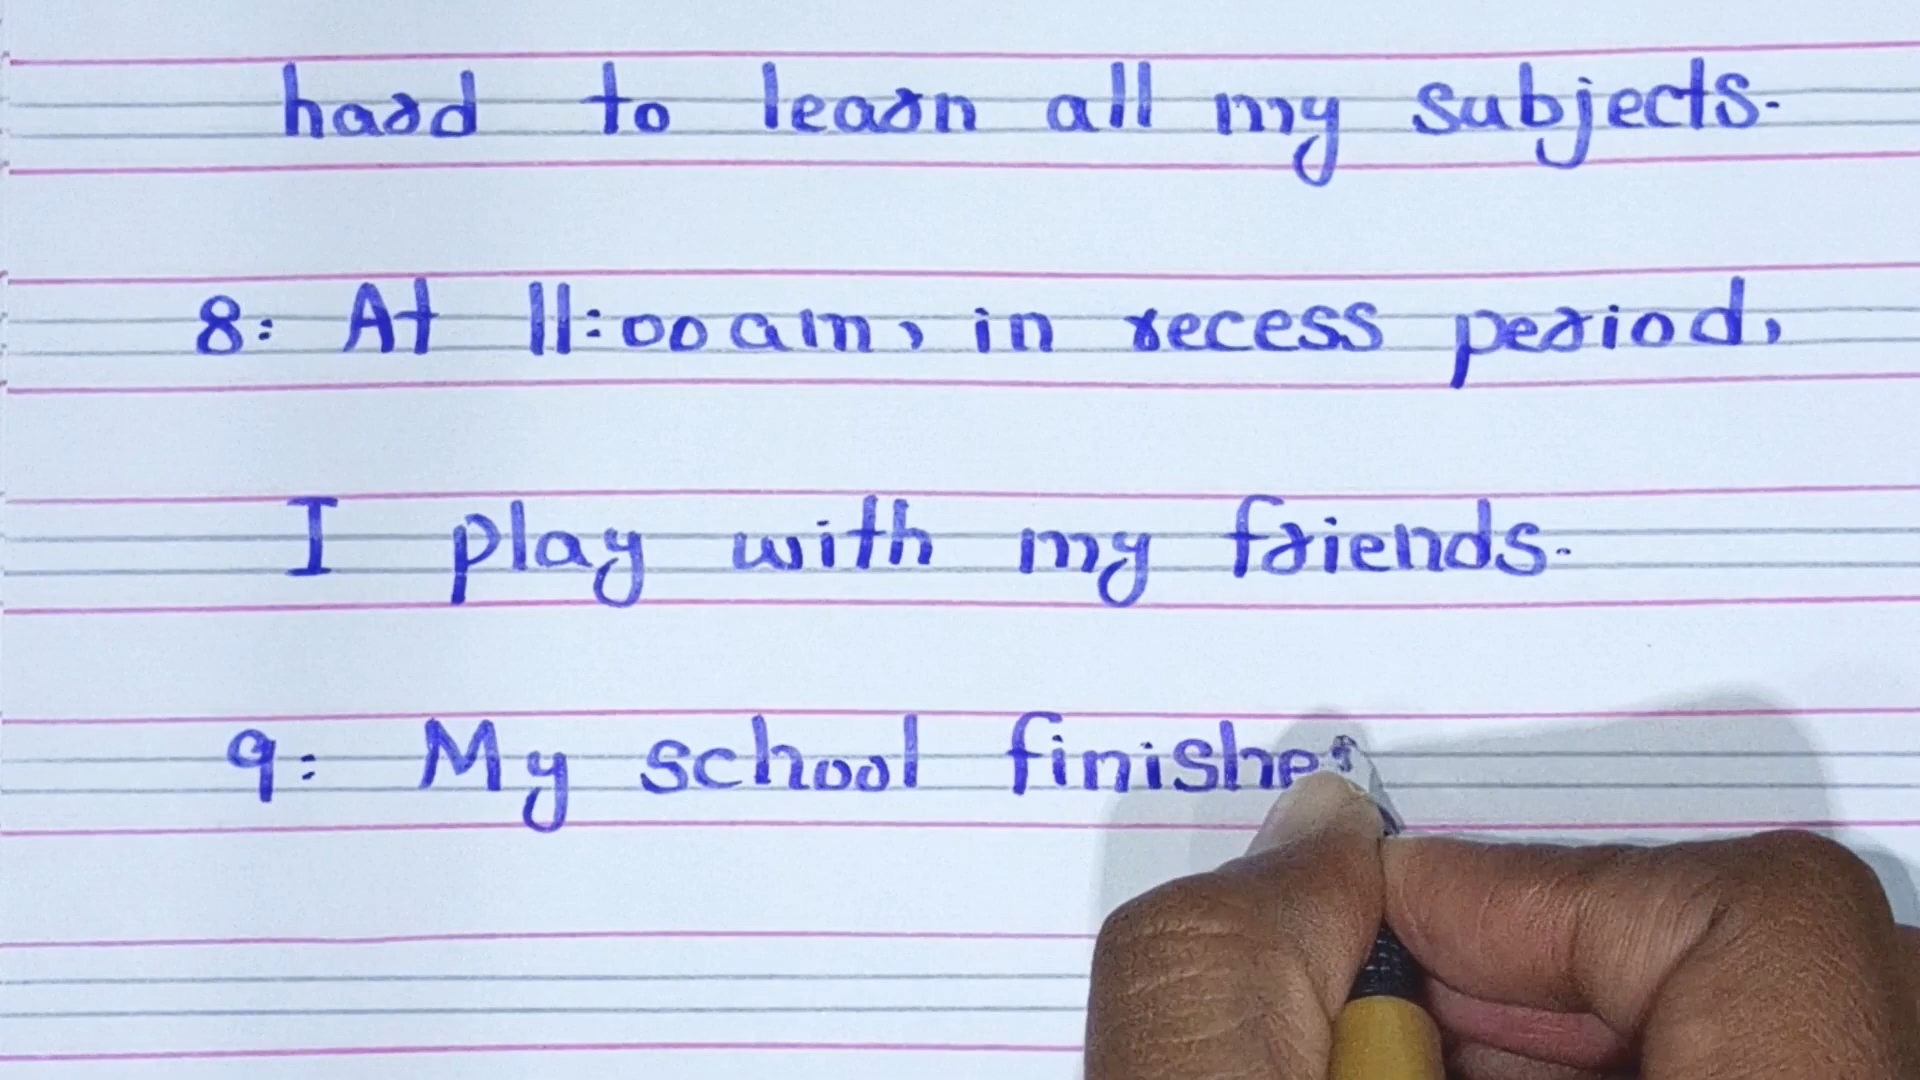 hard to learn all my subjects.
8: At 11:00 am, in recess period,
I play with my friends.
9: My school finishes